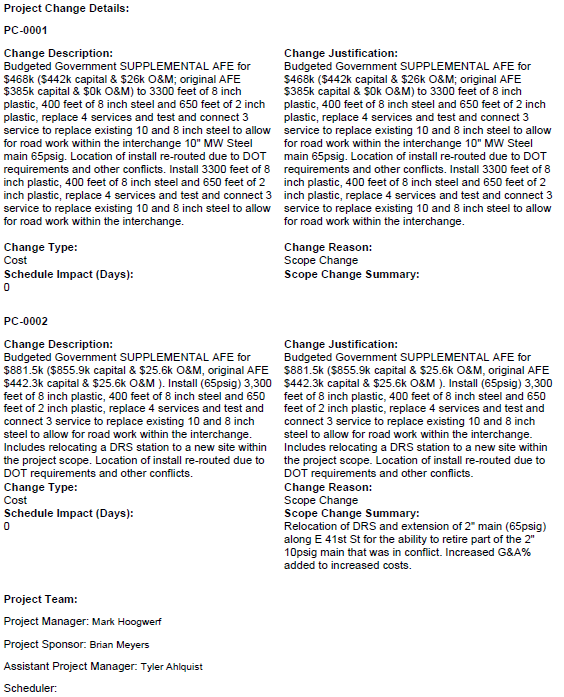 Project Change Details:
PC-0001
Change Description:
Budgeted Government SUPPLEMENTAL AFE for
$468k ($442k capital & $26k O&M; original AFE
$385k capital & $0k O&M) to 3300 feet of 8 inch
plastic, 400 feet of 8 inch steel and 650 feet of 2 inch
plastic, replace 4 services and test and connect 3
service to replace existing 10 and 8 inch steel to allow
for road work within the interchange 10" MW Steel
main 65psig. Location of install re-routed due to DOT
requirements and other conflicts. Install 3300 feet of 8
inch plastic, 400 feet of 8 inch steel and 650 feet of 2
inch plastic, replace 4 services and test and connect 3
service to replace existing 10 and 8 inch steel to allow
for road work within the interchange.
Change Justification:
Budgeted Government SUPPLEMENTAL AFE for
$468k ($442k capital & $26k O&M; original AFE
$385k capital & $0k O&M) to 3300 feet of 8 inch
plastic, 400 feet of 8 inch steel and 650 feet of 2 inch
plastic, replace 4 services and test and connect 3
service to replace existing 10 and 8 inch steel to allow
for road work within the interchange 10" MW Steel
main 65psig. Location of install re-routed due to DOT
requirements and other conflicts. Install 3300 feet of 8
inch plastic, 400 feet of 8 inch steel and 650 feet of 2
inch plastic, replace 4 services and test and connect 3
service to replace existing 10 and 8 inch steel to allow
for road work within the interchange.
Change Type:
Cost
Schedule Impact (Days):
0
Change Reason:
Scope Change
Scope Change Summary:
PC-0002
Change Description:
Budgeted Government SUPPLEMENTAL AFE for
$881.5k ($855.9k capital & $25.6k O&M, original AFE
$442.3k capital & $25.6k O&M ). Install (65psig) 3,300
feet of 8 inch plastic, 400 feet of 8 inch steel and 650
feet of 2 inch plastic, replace 4 services and test and
connect 3 service to replace existing 10 and 8 inch
steel to allow for road work within the interchange.
Includes relocating a DRS station to a new site within
the project scope. Location of install re-routed due to
DOT requirements and other conflicts.
Change Justification:
Budgeted Government SUPPLEMENTAL AFE for
$881.5k ($855.9k capital & $25.6k O&M, original AFE
$442.3k capital & $25.6k O&M ). Install (65psig) 3,300
feet of 8 inch plastic, 400 feet of 8 inch steel and 650
feet of 2 inch plastic, replace 4 services and test and
connect 3 service to replace existing 10 and 8 inch
steel to allow for road work within the interchange.
Includes relocating a DRS station to a new site within
the project scope. Location of install re-routed due to
DOT requirements and other conflicts.
Change Type:
Cost
Schedule Impact (Days):
0
Change Reason:
Scope Change
Scope Change Summary:
Relocation of DRS and extension of 2" main (65psig)
along E 41st St for the ability to retire part of the 2"
10psig main that was in conflict. Increased G&A%
added to increased costs.
Project Team:
Project Manager: Mark Hoogwerf
Project Sponsor: Brian Meyers
Assistant Project Manager: Tyler Ahlquist
Scheduler: